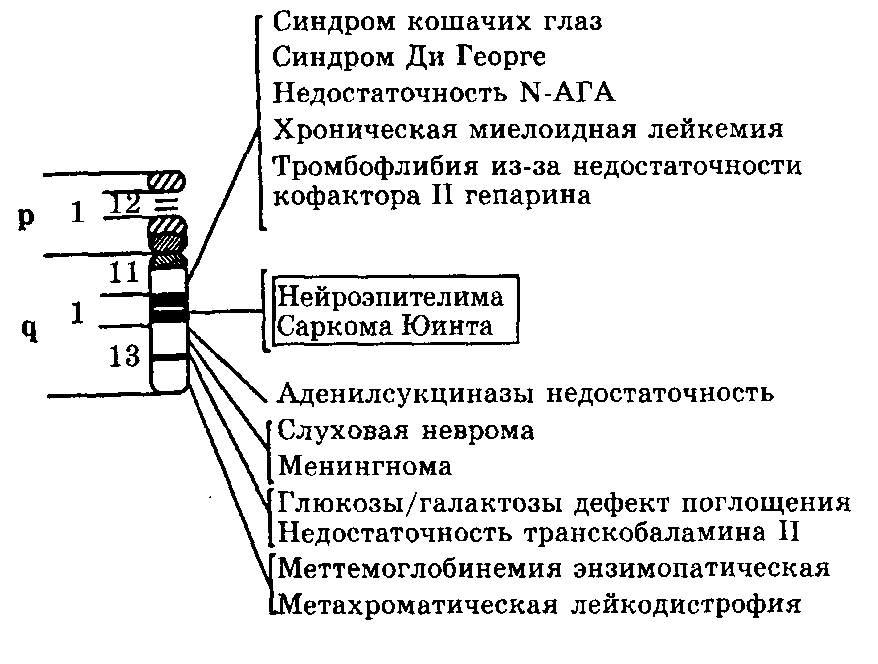 Синдром кошачих глаз
Синдром Ди Георге
Недостаточность N-АГА
Хроническая миелоидная лейкемия
Тромбофлибия из-за недостаточности
кофактора II гепарина
p 1 12
11
q 1
13
Нейроэпителима
Саркома Юинта
Аденилсукциназы недостаточность
Слуховая неврома
Менингнома
Глюкозы/галактозы дефект поглощения
Недостаточность транскобаламина II
Меттемоглобинемия энзимопатическая
Метахроматическая лейкодистрофия